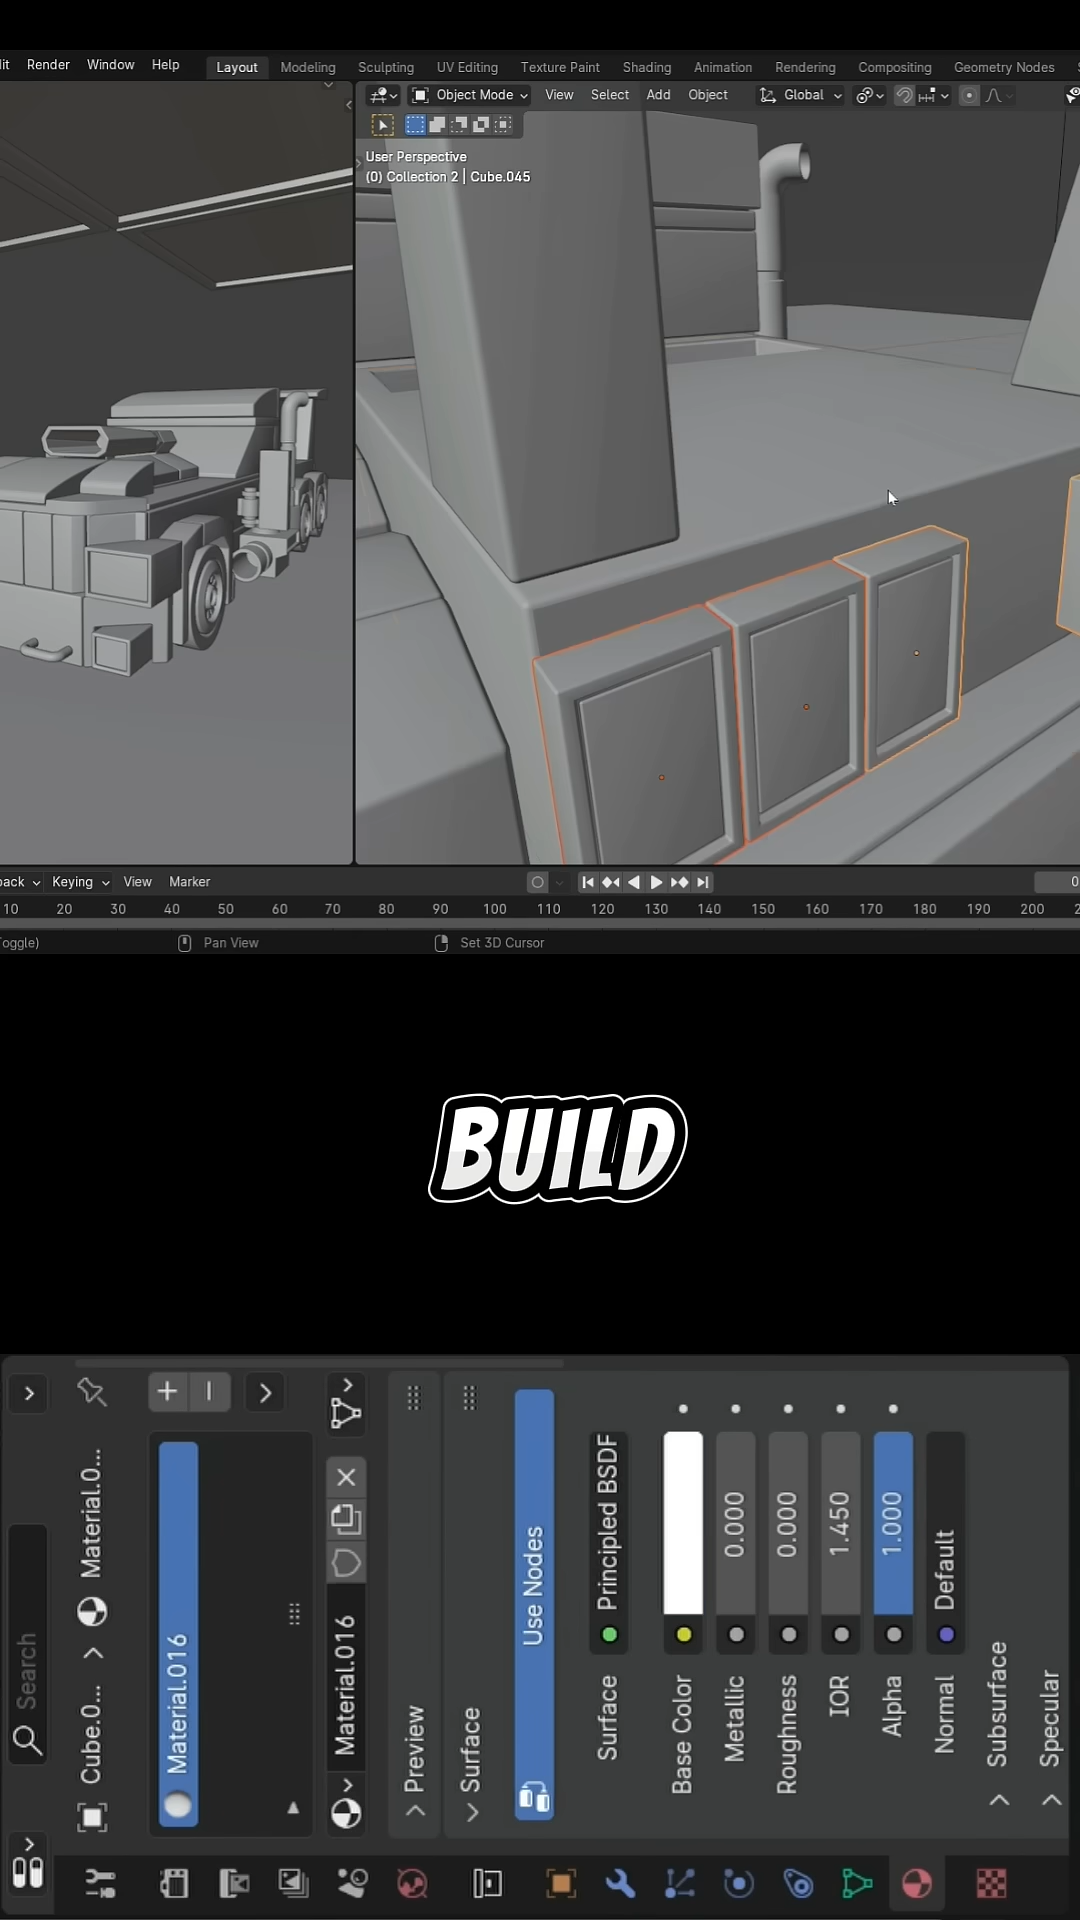 Render Window Help Layout Modeling Sculpting UV Editing Texture Paint Shading Animation Rendering Compositing Geometry Nodes
Object Mode View Select Add Object Global
User Perspective
(0) Collection 2 | Cube.045
Keying View Marker
10 20 30 40 50 60 70 80 90 100 110 120 130 140 150 160 170 180 190 200
Pan View Set 3D Cursor
BUILD
Search
Cube.0... > Material.0...
Material.016
Material.016
Preview
Surface
Use Nodes
Surface Principled BSDF
Base Color
Metallic 0.000
Roughness 0.000
IOR 1.450
Alpha 1.000
Normal Default
Subsurface
Specular